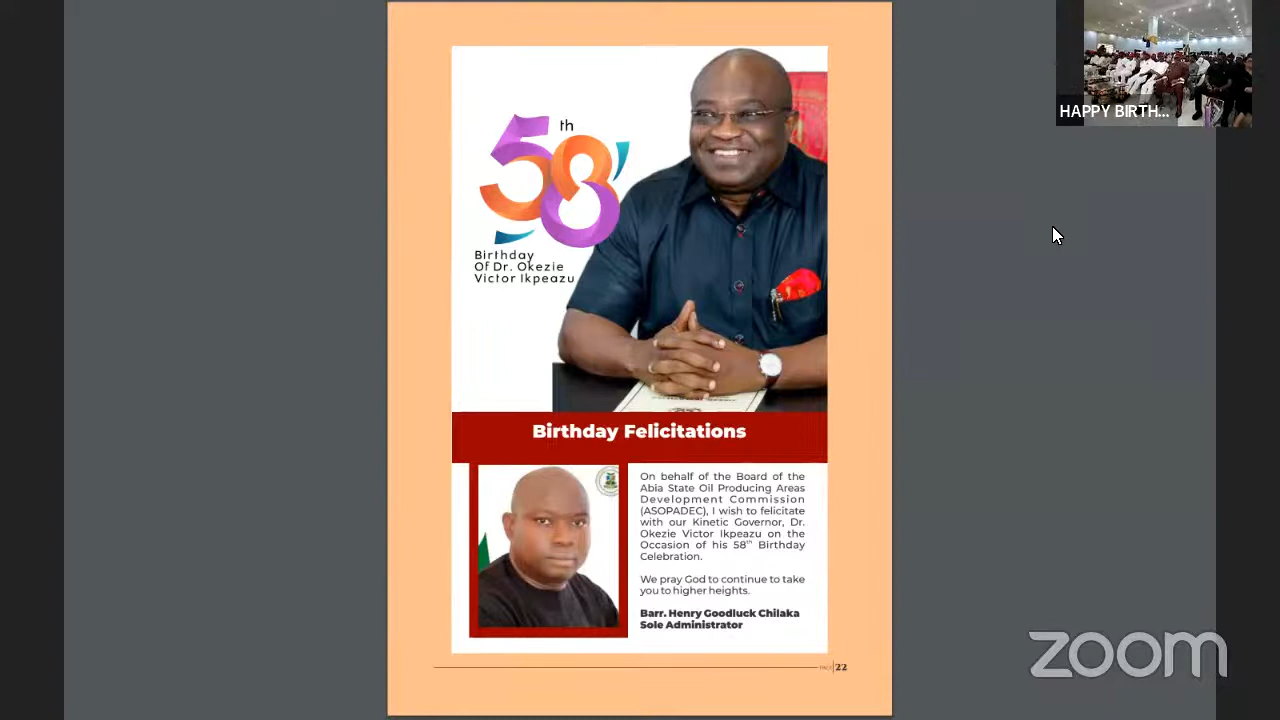 HAPPY BIRTH...
58th
Birthday
Of Dr. Okezie
Victor Ikpeazu
Birthday Felicitations
On behalf of the Board of the
Abia State Oil Producing Areas
Development Commission
(ASOPADEC), I wish to felicitate
with our Kinetic Governor, Dr.
Okezie Victor Ikpeazu on the
Occasion of his 58th Birthday
Celebration.
We pray God to continue to take
you to higher heights.
Barr. Henry Goodluck Chilaka
Sole Administrator
PAGE 22
zoom